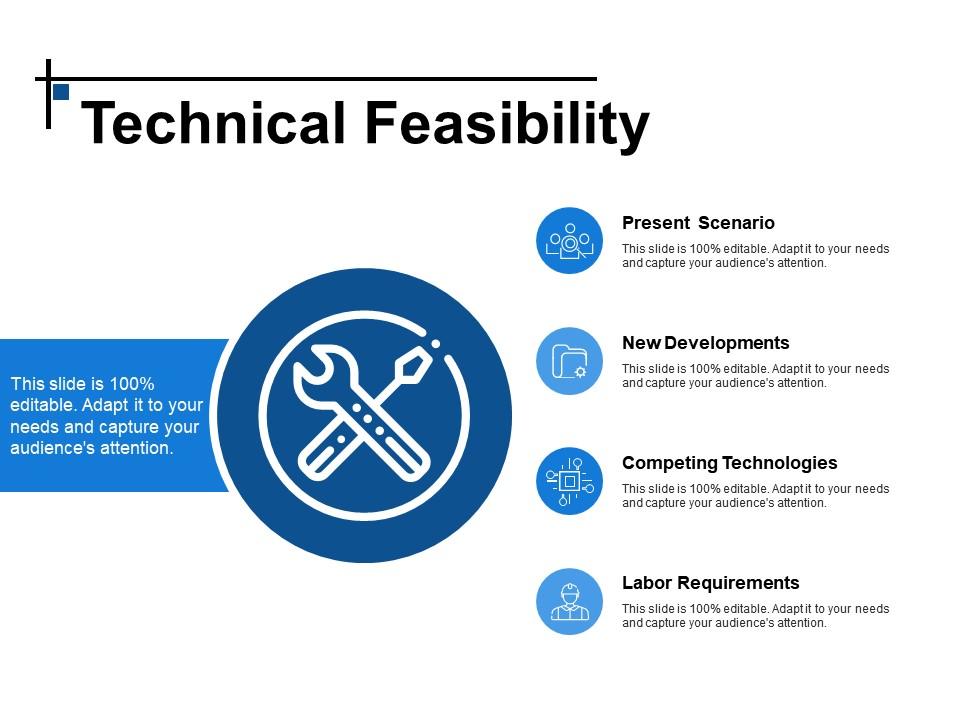 Technical Feasibility
This slide is 100%
editable. Adapt it to your
needs and capture your
audience's attention.
Present Scenario
This slide is 100% editable. Adapt it to your needs
and capture your audience's attention.
New Developments
This slide is 100% editable. Adapt it to your needs
and capture your audience's attention.
Competing Technologies
This slide is 100% editable. Adapt it to your needs
and capture your audience's attention.
Labor Requirements
This slide is 100% editable. Adapt it to your needs
and capture your audience's attention.